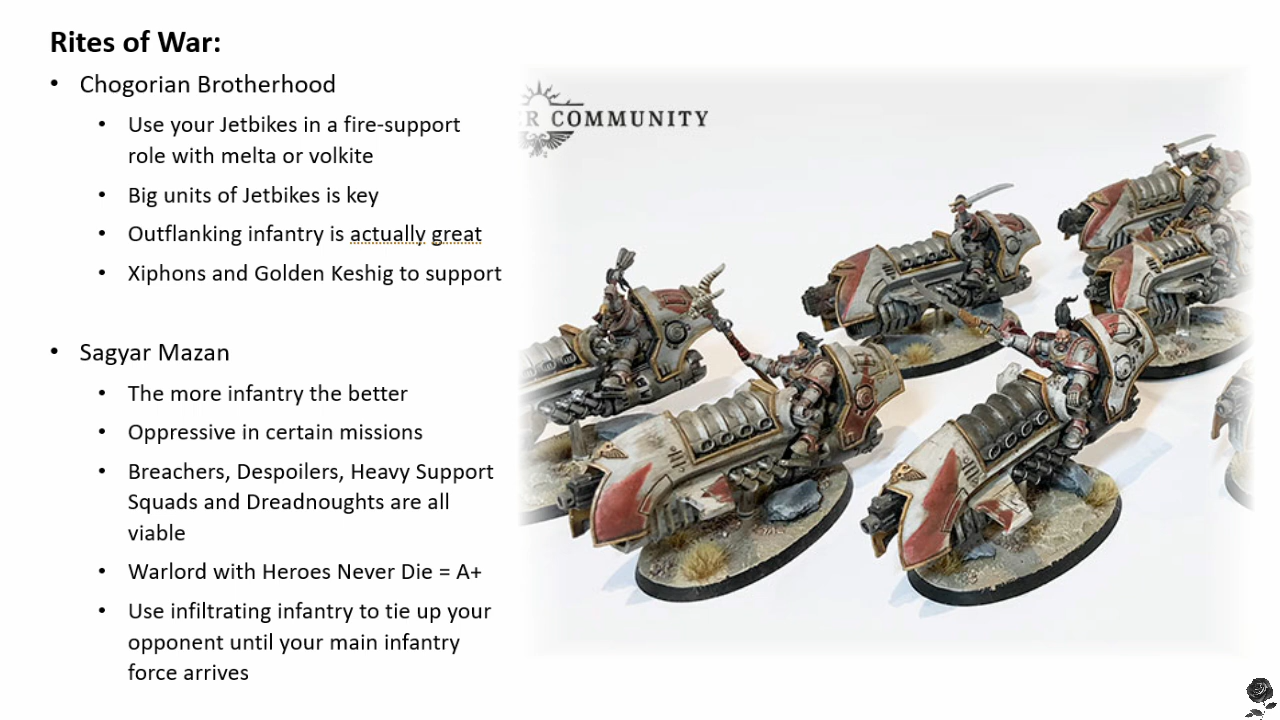 Rites of War:
• Chogorian Brotherhood
• Use your Jetbikes in a fire-support
role with melta or volkite
• Big units of Jetbikes is key
• Outflanking infantry is actually great
• Xiphons and Golden Keshig to support
• Sagyar Mazan
• The more infantry the better
• Oppressive in certain missions
• Breachers, Despoilers, Heavy Support
Squads and Dreadnoughts are all
viable
• Warlord with Heroes Never Die = A+
• Use infiltrating infantry to tie up your
opponent until your main infantry
force arrives
R COMMUNITY